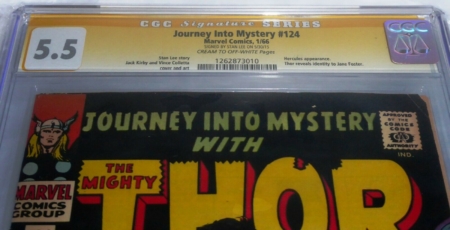 CGC Signature SERIES
5.5
Journey Into Mystery #124
Marvel Comics, 1/66
SIGNED BY STAN LEE ON
CREAM TO OFF-WHITE Pages
Stan Lee story
Jack Kirby and Vince Colletta
cover and art
1262873010
Hercules appearance.
Thor reveals identity to Jane Foster.
CGC
JOURNEY INTO MYSTERY
WITH
THE MIGHTY
THOR
MARVEL
COMICS
GROUP
APPROVED
BY THE
COMICS
CODE
AUTHORITY
IND.